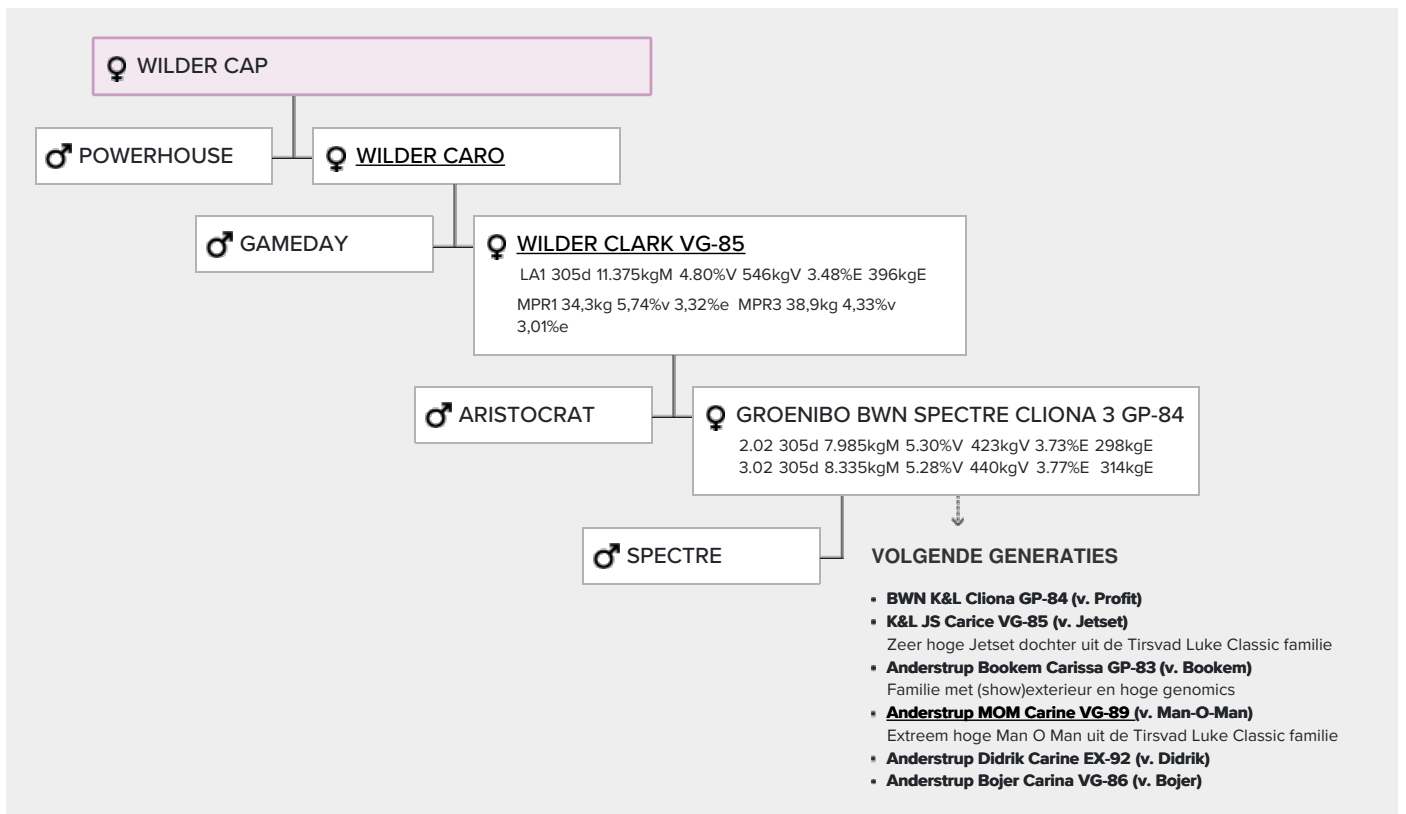 WILDER CAP
POWERHOUSE
WILDER CARO
GAMEDAY
WILDER CLARK VG-85
LA1 305d 11.375kgM 4.80%V 546kgV 3.48%E 396kgE
MPR1 34,3kg 5,74%v 3,32%e MPR3 38,9kg 4,33%v
3,01%e
ARISTOCRAT
GROENIBO BWN SPECTRE CLIONA 3 GP-84
2.02 305d 7.985kgM 5.30%V 423kgV 3.73%E 298kgE
3.02 305d 8.335kgM 5.28%V 440kgV 3.77%E 314kgE
SPECTRE
VOLGENDE GENERATIES
BWN K&L Cliona GP-84 (v. Profit)
K&L JS Carice VG-85 (v. Jetset)
Zeer hoge Jetset dochter uit de Tirsvad Luke Classic familie
Anderstrup Bookem Carissa GP-83 (v. Bookem)
Familie met (show)exterieur en hoge genomics
Anderstrup MOM Carine VG-89 (v. Man-O-Man)
Extreem hoge Man O Man uit de Tirsvad Luke Classic familie
Anderstrup Didrik Carine EX-92 (v. Didrik)
Anderstrup Bojer Carina VG-86 (v. Bojer)